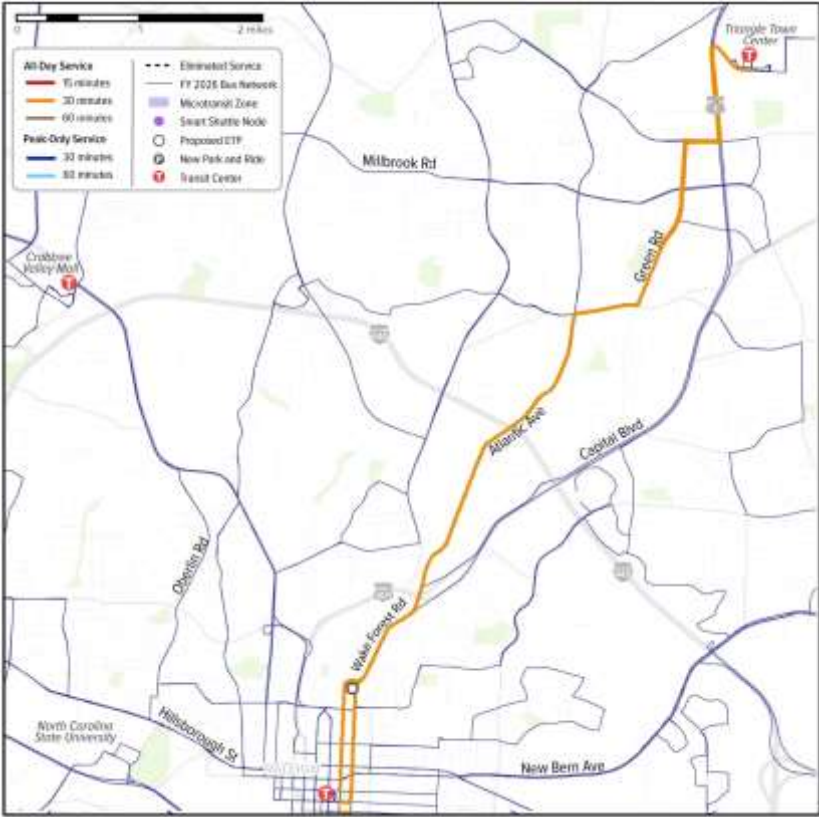 0 1 2 miles
All-Day Service
15 minutes
30 minutes
60 minutes
Peak-Only Service
30 minutes
60 minutes
Eliminated Service
FY 2026 Bus Network
Microtransit Zone
Smart Shuttle Node
Proposed ETP
New Park and Ride
Transit Center
Triangle Town
Center
Millbrook Rd
Crabtree
Valley Mall
Green Rd
Atlantic Ave
Capital Blvd
Oberlin Rd
Wake Forest Rd
North Carolina
State University
Hillsborough St
New Bern Ave